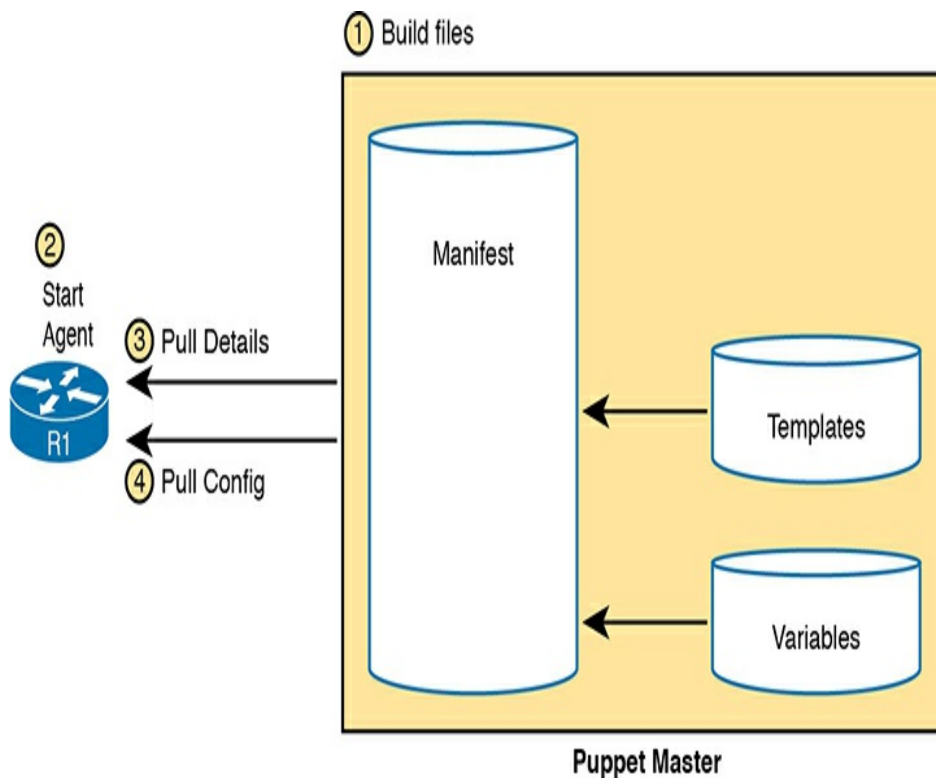 1 Build files
Manifest
2
Start
Agent
3 Pull Details
R1
4 Pull Config
Templates
Variables
Puppet Master